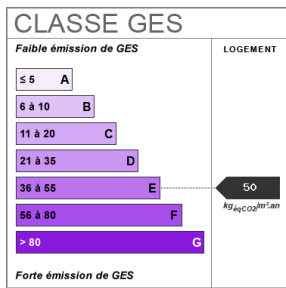 CLASSE GES
Faible émission de GES
LOGEMENT
≤ 5 A
6 à 10 B
11 à 20 C
21 à 35 D
36 à 55 E
50
kgéqCO2/m².an
56 à 80 F
> 80 G
Forte émission de GES